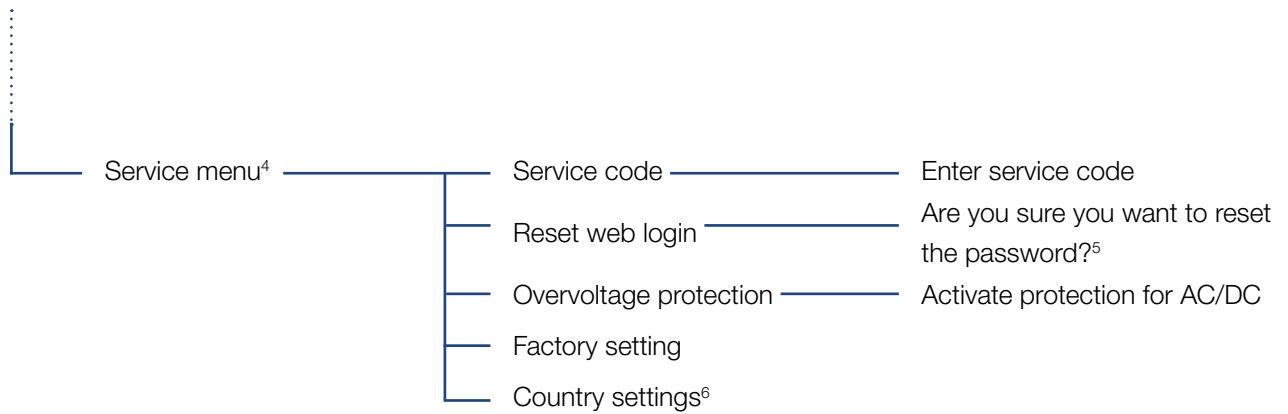 Service menu⁴
Service code
Enter service code
Reset web login
Are you sure you want to reset
the password?⁵
Overvoltage protection
Activate protection for AC/DC
Factory setting
Country settings⁶